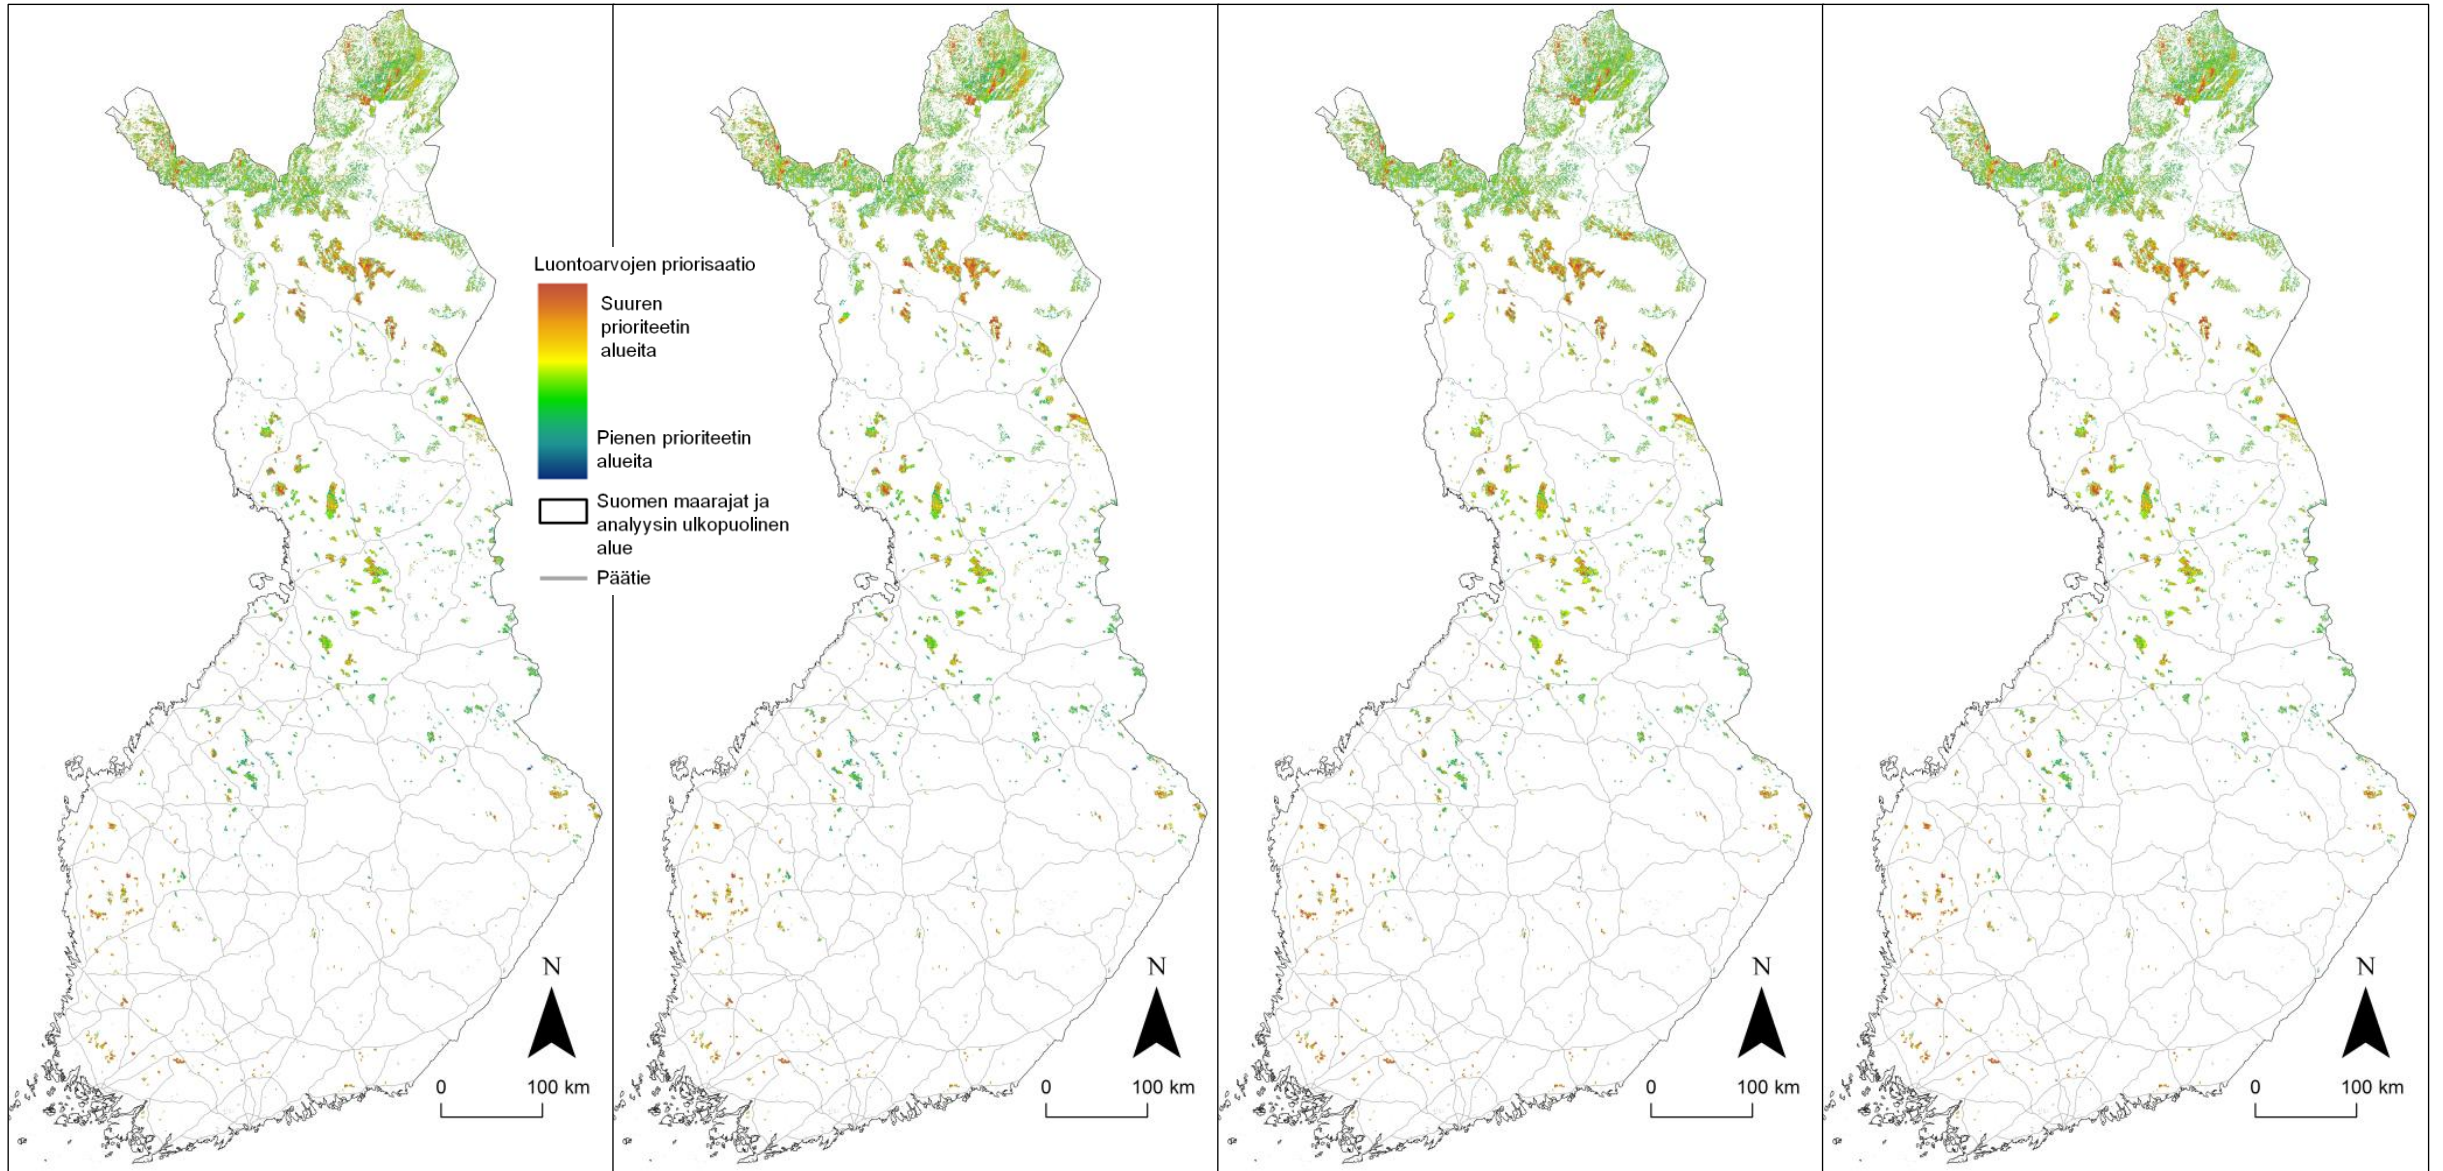 Luontoarvojen priorisaatio
Suuren
prioriteetin
alueita
Pienen prioriteetin
alueita
Suomen maarajat ja
analyysin ulkopuolinen
alue
Päätie
N
0 100 km
N
0 100 km
N
0 100 km
N
0 100 km